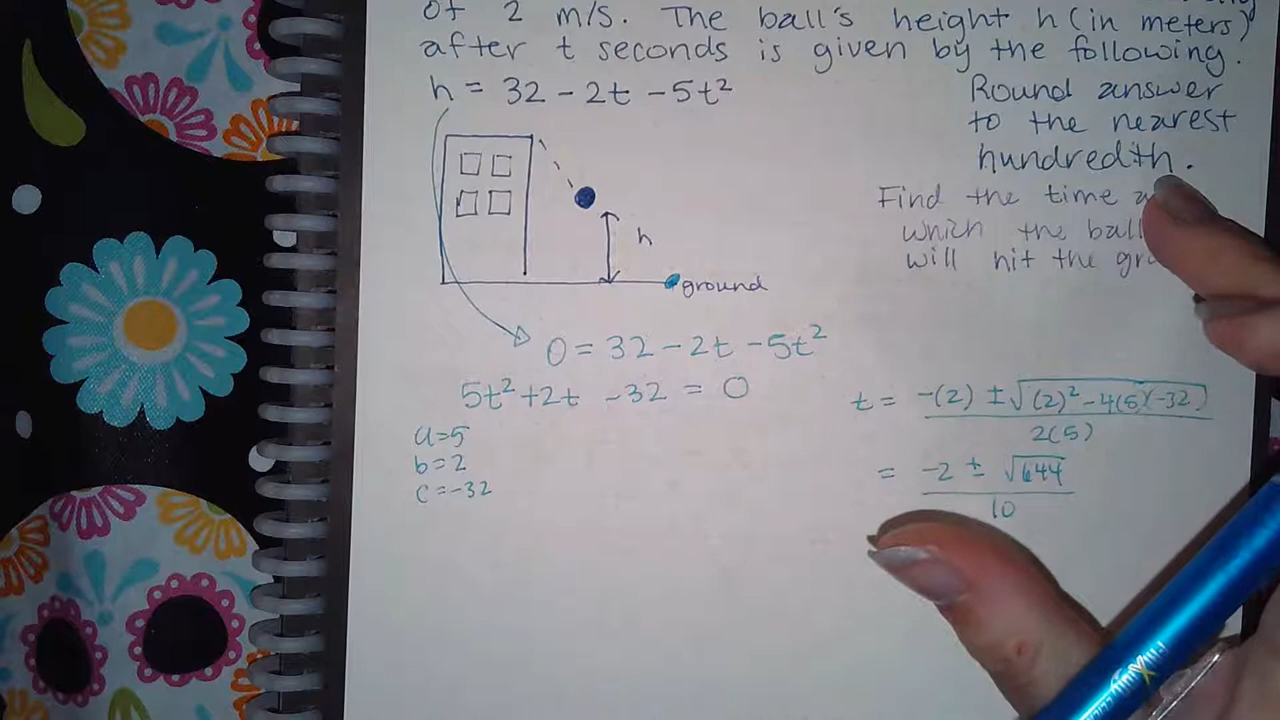 of 2 m/s. The ball's height h (in meters)
after t seconds is given by the following.
h = 32 - 2t - 5t²
Round answer
to the nearest
hundredith.
Find the time
which the ball
will hit the
h
ground
0 = 32 - 2t - 5t²
5t² + 2t - 32 = 0
a = 5
b = 2
c = -32
t = -(2) ± √(2)² - 4(5)(-32)
2(5)
= -2 ± √644
10